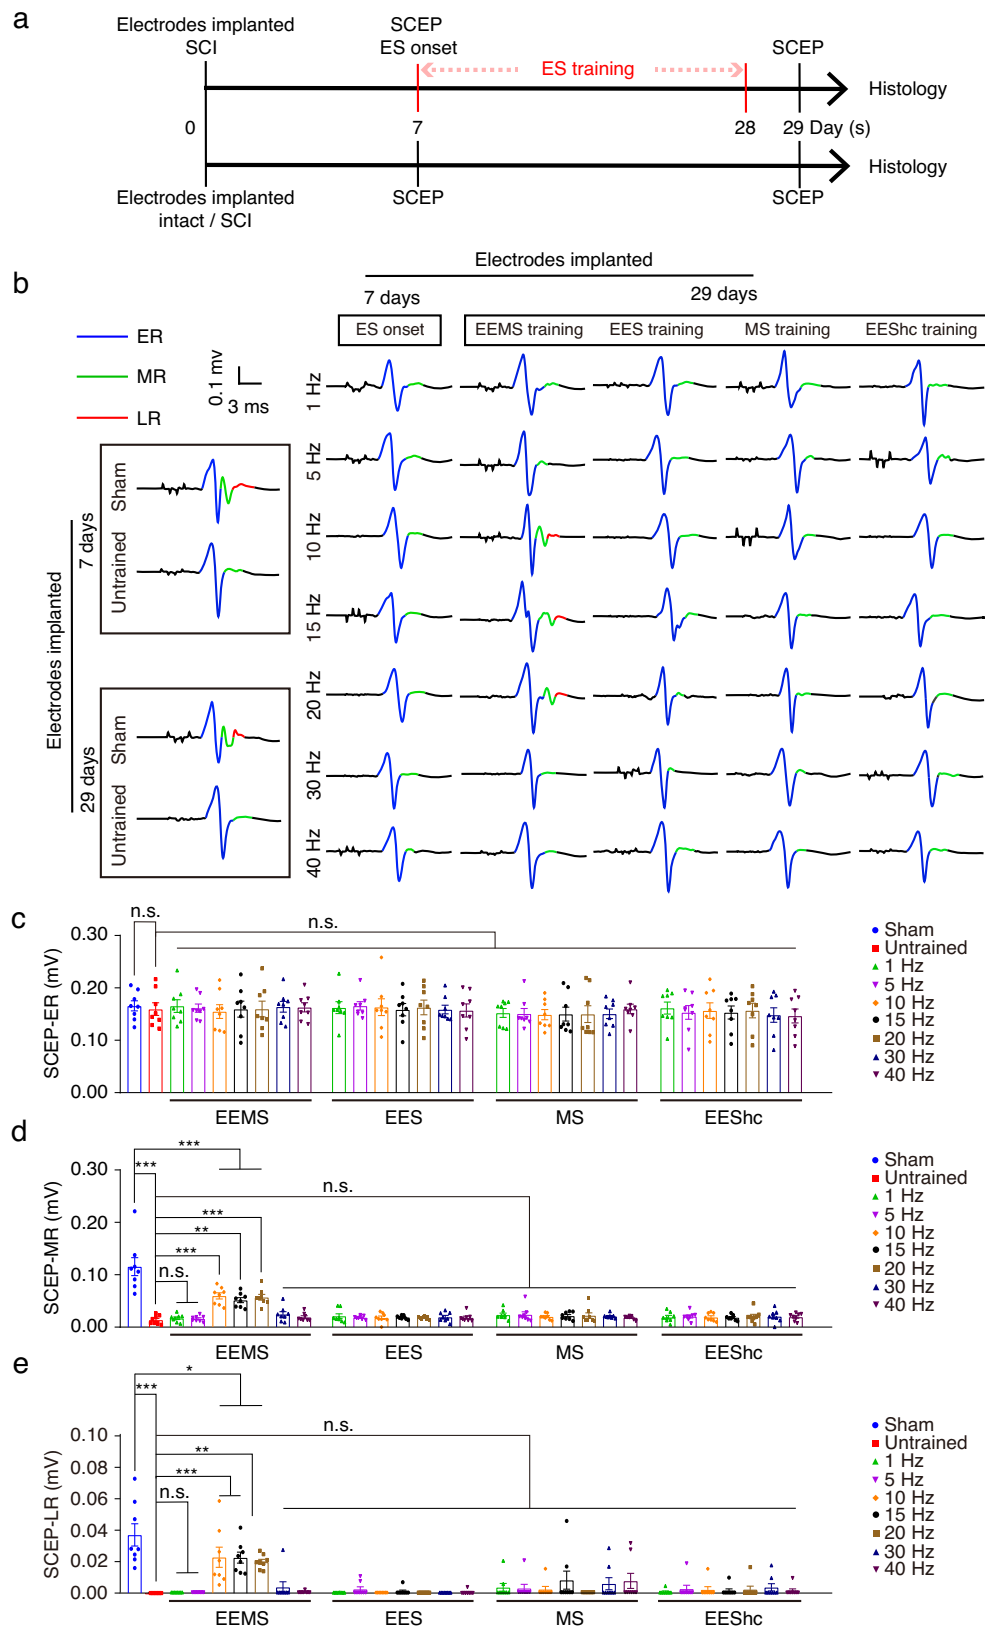 a
Electrodes implanted
SCI
SCEP
ES onset
SCEP
ES training
Histology
0
7
28
29
Day (s)
Histology
Electrodes implanted
intact / SCI
SCEP
SCEP
b
Electrodes implanted
7 days
29 days
ES onset
EEMS training
EES training
MS training
EEShc training
ER
MR
LR
0.1 mv
3 ms
1 Hz
5 Hz
10 Hz
15 Hz
20 Hz
30 Hz
40 Hz
Electrodes implanted
7 days
Sham
Untrained
29 days
Sham
Untrained
c
SCEP-ER (mV)
0.30
0.20
0.10
0.00
n.s.
n.s.
EEMS
EES
MS
EEShc
Sham
Untrained
1 Hz
5 Hz
10 Hz
15 Hz
20 Hz
30 Hz
40 Hz
d
SCEP-MR (mV)
0.30
0.20
0.10
0.00
***
***
n.s.
***
**
***
n.s.
EEMS
EES
MS
EEShc
Sham
Untrained
1 Hz
5 Hz
10 Hz
15 Hz
20 Hz
30 Hz
40 Hz
e
SCEP-LR (mV)
0.10
0.08
0.06
0.04
0.02
0.00
*
***
n.s.
**
***
n.s.
EEMS
EES
MS
EEShc
Sham
Untrained
1 Hz
5 Hz
10 Hz
15 Hz
20 Hz
30 Hz
40 Hz